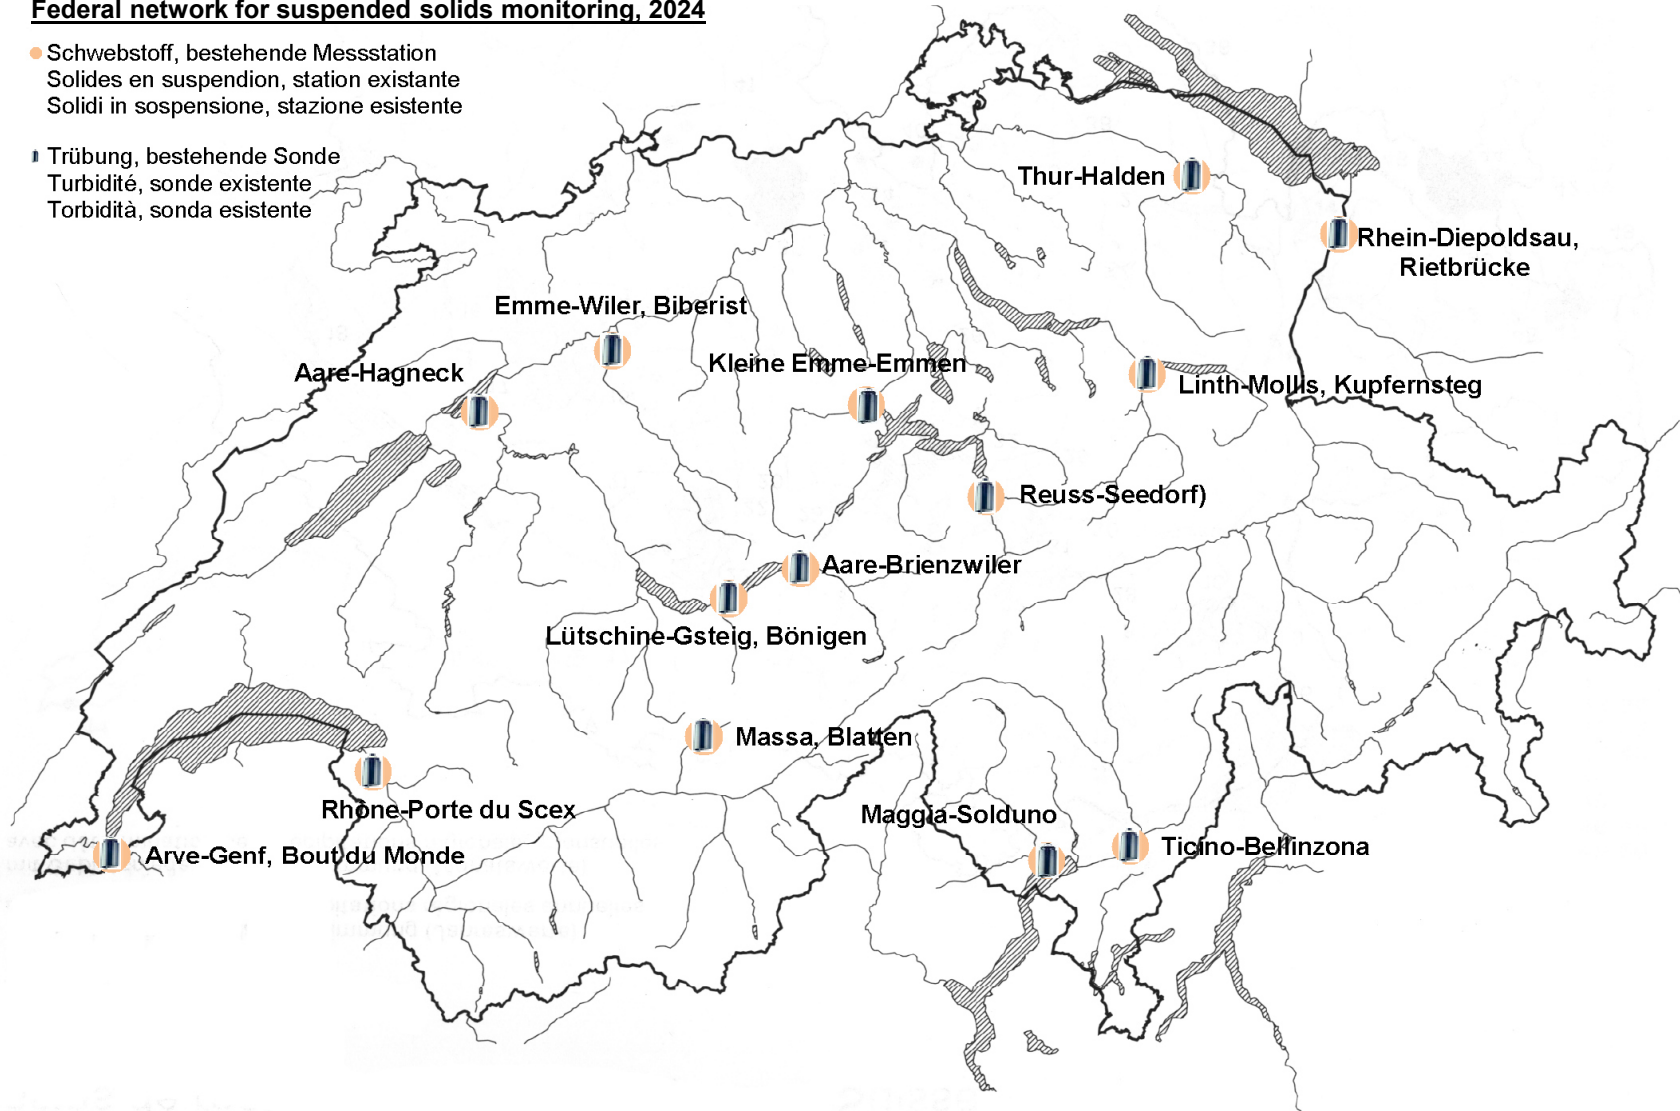 Federal network for suspended solids monitoring, 2024
Schwebstoff, bestehende Messstation
Solides en suspendion, station existante
Solidi in sospensione, stazione esistente
Trübung, bestehende Sonde
Turbidité, sonde existente
Torbidità, sonda esistente
Thur-Halden
Rhein-Diepoldsau,
Rietbrücke
Emme-Wiler, Biberist
Aare-Hagneck
Kleine Emme-Emmen
Linth-Mollis, Kupfernsteg
Reuss-Seedorf)
Aare-Brienzwiler
Lütschine-Gsteig, Bönigen
Massa, Blatten
Rhône-Porte du Scex
Maggia-Solduno
Arve-Genf, Bout du Monde
Ticino-Bellinzona